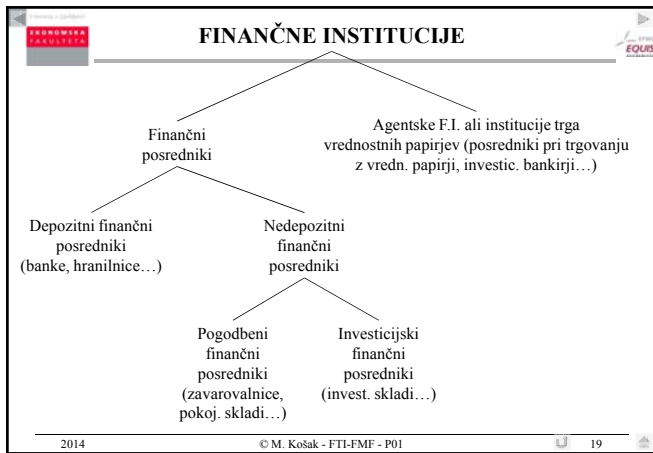 EKONOMSKA
FAKULTETA
FINANČNE INSTITUCIJE
EQUIS
Finančni
posredniki
Agentske F.I. ali institucije trga
vrednostnih papirjev (posredniki pri trgovanju
z vredn. papirji, investic. bankirji…)
Depozitni finančni
posredniki
(banke, hranilnice…)
Nedepozitni
finančni
posredniki
Pogodbeni
finančni
posredniki
(zavarovalnice,
pokoj. skladi…)
Investicijski
finančni
posredniki
(invest. skladi…)
2014
© M. Košak - FTI-FMF - P01
19